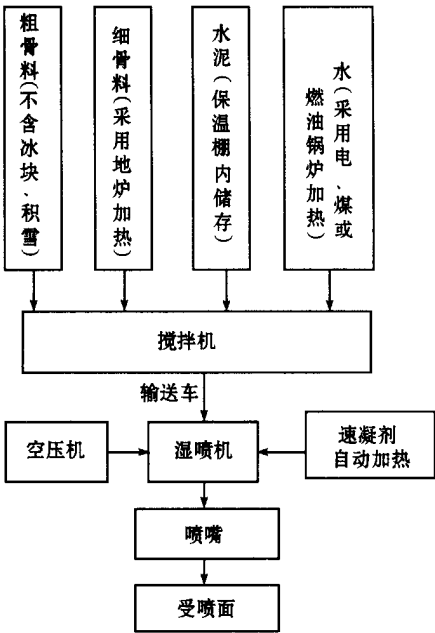 粗骨料(不含冰块、积雪)
细骨料(采用地炉加热)
水泥(保温棚内储存)
水(采用电、煤或
燃油锅炉加热)
搅拌机
输送车
空压机
湿喷机
速凝剂
自动加热
喷嘴
受喷面